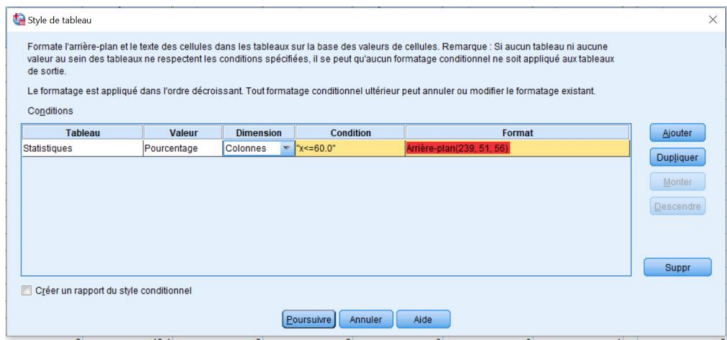 Style de tableau
Formate l'arrière-plan et le texte des cellules dans les tableaux sur la base des valeurs de cellules. Remarque : Si aucun tableau ni aucune
valeur au sein des tableaux ne respectent les conditions spécifiées, il se peut qu'aucun formatage conditionnel ne soit appliqué aux tableaux
de sortie.
Le formatage est appliqué dans l'ordre décroissant. Tout formatage conditionnel ultérieur peut annuler ou modifier le formatage existant.
Conditions
Tableau Valeur Dimension Condition Format
Statistiques Pourcentage Colonnes "x<=60.0" Arrière-plan(239, 51, 56)
Ajouter
Dupliquer
Monter
Descendre
Suppr
Créer un rapport du style conditionnel
Poursuivre Annuler Aide